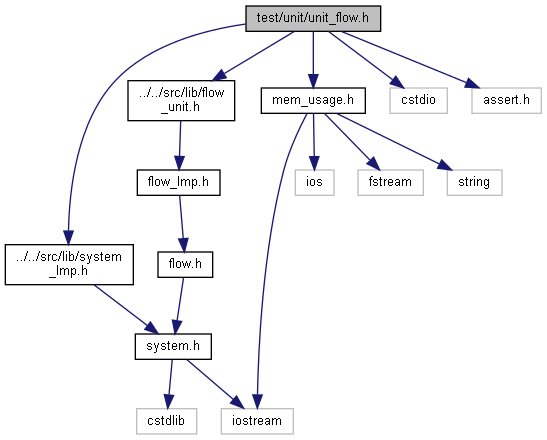 test/unit/unit_flow.h
../../src/lib/flow
_unit.h
mem_usage.h
cstdio
assert.h
flow_Imp.h
ios
fstream
string
../../src/lib/system
_Imp.h
flow.h
system.h
cstdlib
iostream